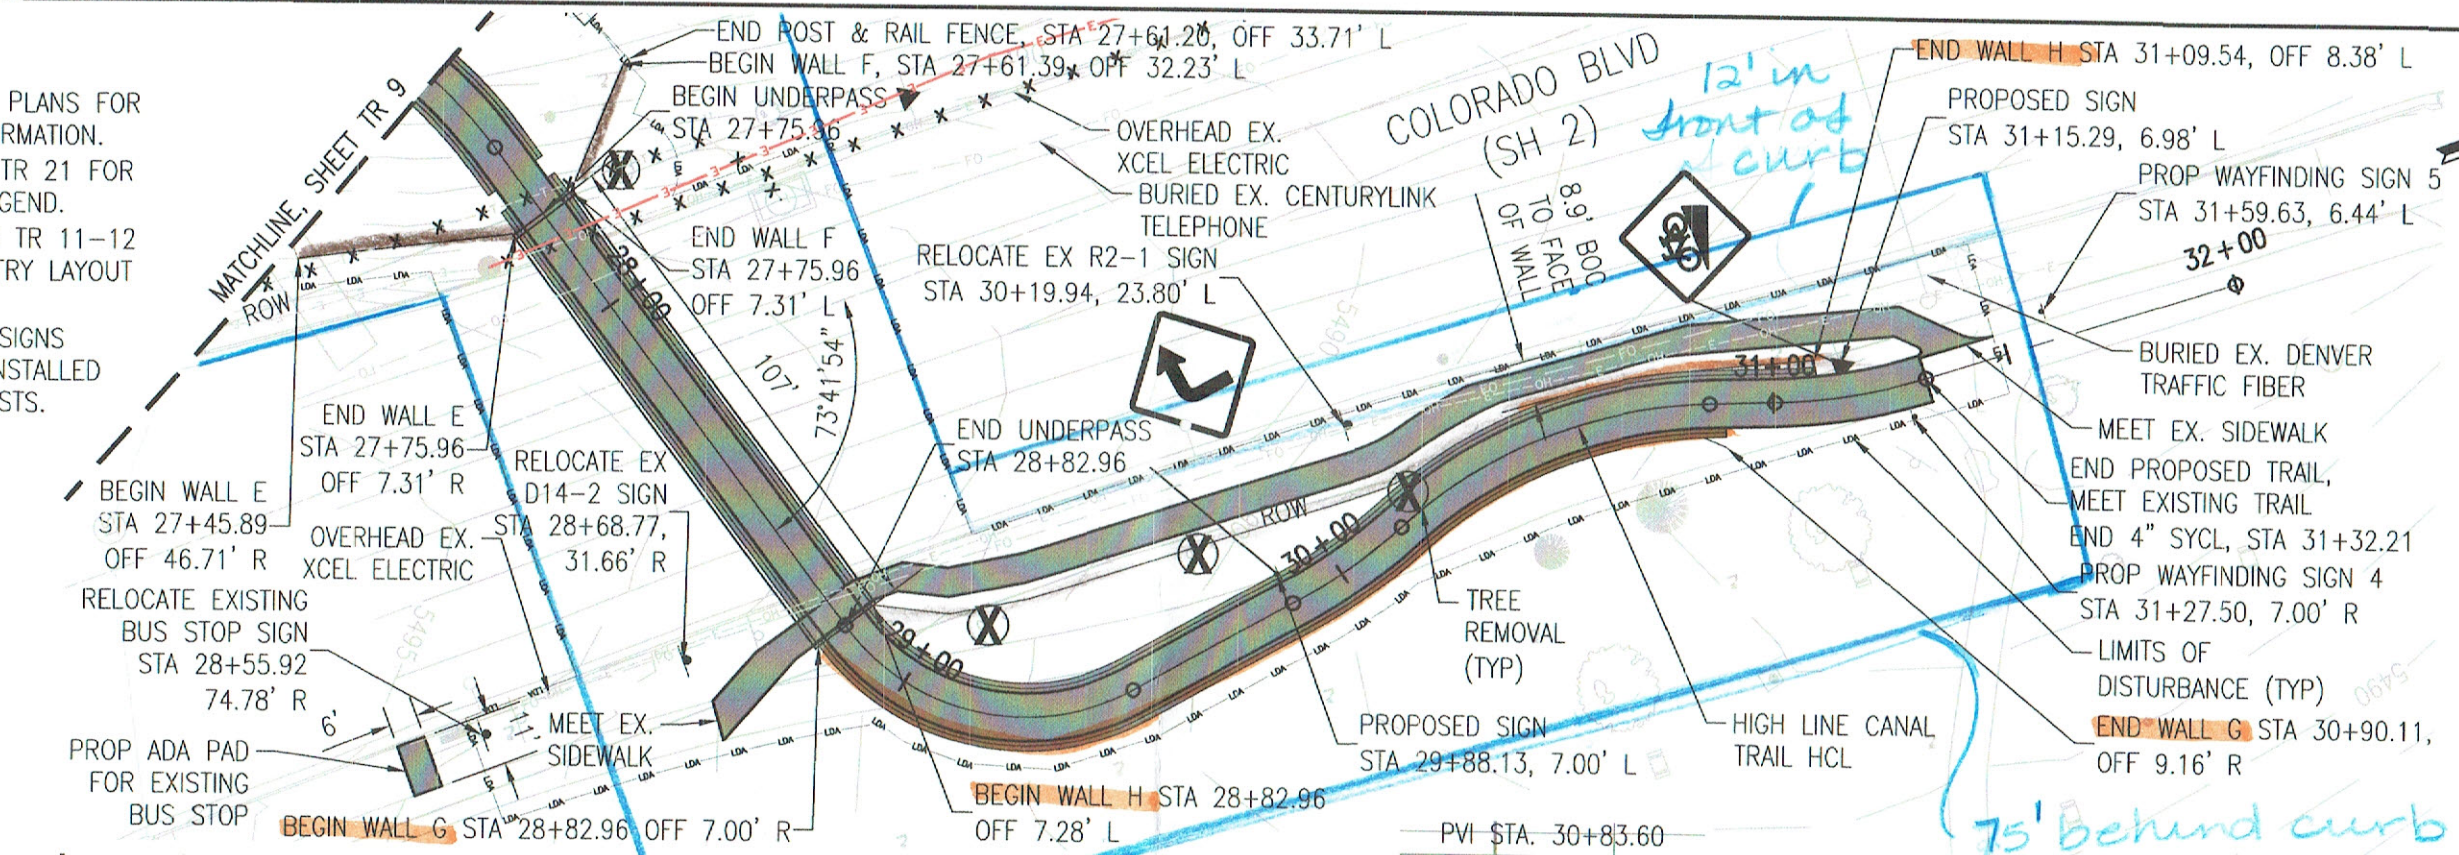 PLANS FOR
RMATION.
TR 21 FOR
GEND.
TR 11-12
TRY LAYOUT
SIGNS
NSTALLED
STS.
MATCHLINE, SHEET TR 9
ROW
END POST & RAIL FENCE, STA 27+61.20, OFF 33.71' L
BEGIN WALL F, STA 27+61.39, OFF 32.23' L
BEGIN UNDERPASS
STA 27+75.96
OVERHEAD EX.
XCEL ELECTRIC
BURIED EX. CENTURYLINK
TELEPHONE
COLORADO BLVD
(SH 2)
12' in
front of
curb
END WALL H STA 31+09.54, OFF 8.38' L
PROPOSED SIGN
STA 31+15.29, 6.98' L
PROP WAYFINDING SIGN 5
STA 31+59.63, 6.44' L
32+00
8.9' BOC
TO FACE
OF WALL
END WALL F
STA 27+75.96
OFF 7.31' L
28+00
RELOCATE EX R2-1 SIGN
STA 30+19.94, 23.80' L
107'
73°41'54"
31+00
5490
BURIED EX. DENVER
TRAFFIC FIBER
MEET EX. SIDEWALK
END PROPOSED TRAIL,
MEET EXISTING TRAIL
END 4" SYCL, STA 31+32.21
PROP WAYFINDING SIGN 4
STA 31+27.50, 7.00' R
LIMITS OF
DISTURBANCE (TYP)
END WALL G STA 30+90.11,
OFF 9.16' R
END WALL E
STA 27+75.96
OFF 7.31' R
BEGIN WALL E
STA 27+45.89
OFF 46.71' R
OVERHEAD EX.
XCEL ELECTRIC
RELOCATE EX
D14-2 SIGN
STA 28+68.77,
31.66' R
END UNDERPASS
STA 28+82.96
ROW
30+00
29+00
RELOCATE EXISTING
BUS STOP SIGN
STA 28+55.92
74.78' R
5495
6'
11'
PROP ADA PAD
FOR EXISTING
BUS STOP
MEET EX.
SIDEWALK
TREE
REMOVAL
(TYP)
PROPOSED SIGN
STA 29+88.13, 7.00' L
HIGH LINE CANAL
TRAIL HCL
5490
BEGIN WALL H STA 28+82.96
OFF 7.28' L
BEGIN WALL G STA 28+82.96 OFF 7.00' R
PVI STA. 30+83.60
75' behind curb